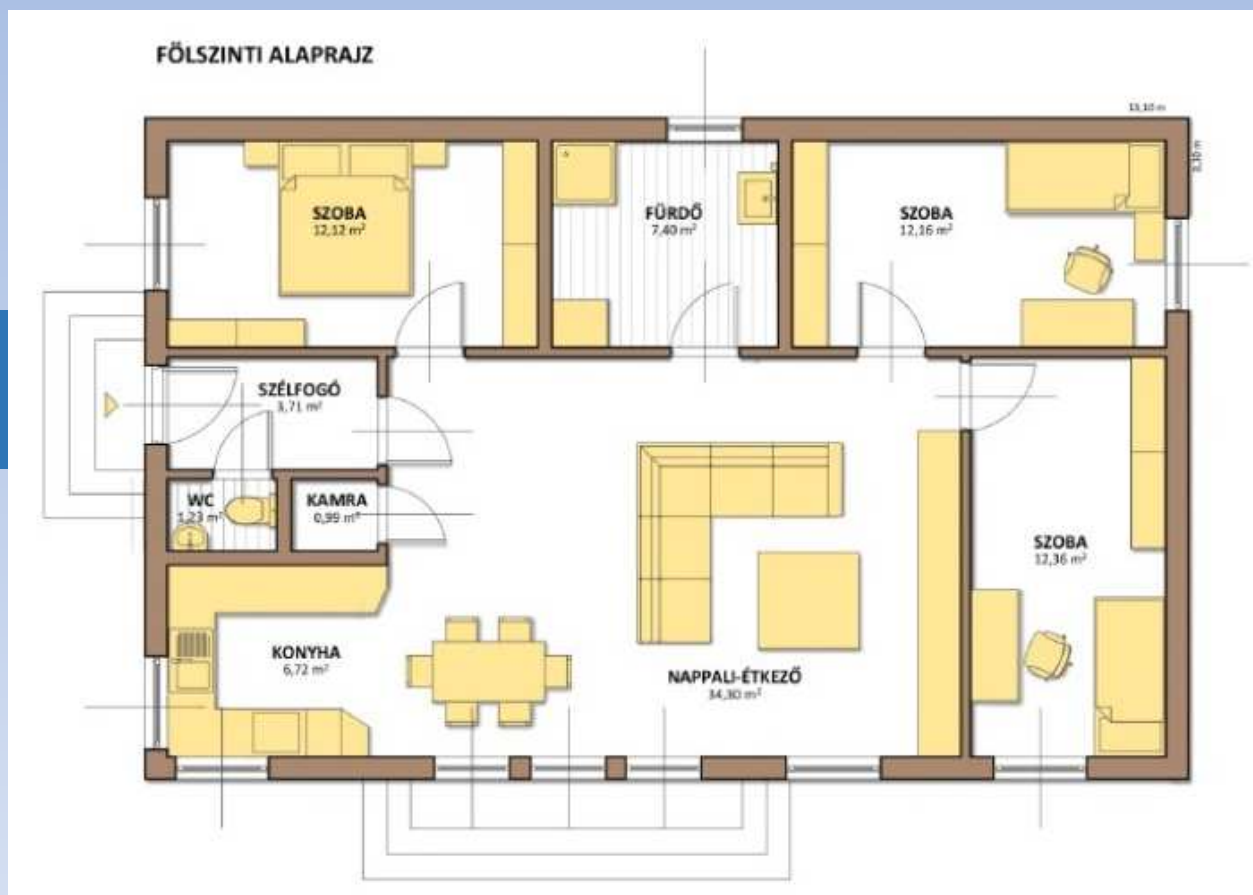 FÖLSZINTI ALAPRAJZ
13,10 m
SZOBA
12,12 m²
FÜRDŐ
7,40 m²
SZOBA
12,16 m²
SZÉLFOGÓ
3,71 m²
WC
1,23 m²
KAMRA
0,99 m²
SZOBA
12,36 m²
KONYHA
6,72 m²
NAPPALI-ÉTKEZŐ
34,30 m²